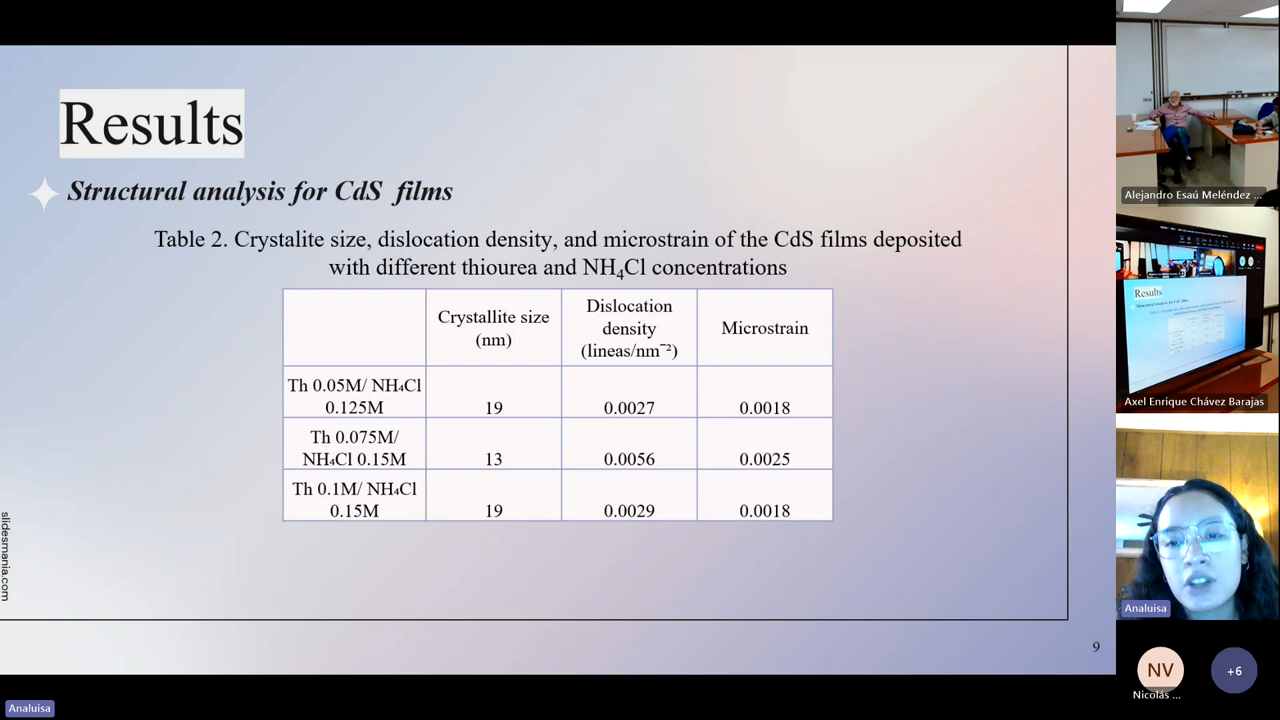 Results
Structural analysis for CdS films
Table 2. Crystalite size, dislocation density, and microstrain of the CdS films deposited
with different thiourea and NH₄Cl concentrations
Crystallite size
(nm)
Dislocation
density
(lineas/nm⁻²)
Microstrain
Th 0.05M/ NH₄Cl
0.125M
19
0.0027
0.0018
Th 0.075M/
NH₄Cl 0.15M
13
0.0056
0.0025
Th 0.1M/ NH₄Cl
0.15M
19
0.0029
0.0018
slidesmania.com
9
Analuisa
Alejandro Esaú Meléndez ...
Results
Axel Enrique Chávez Barajas
Analuisa
NV
Nicolás ...
+6